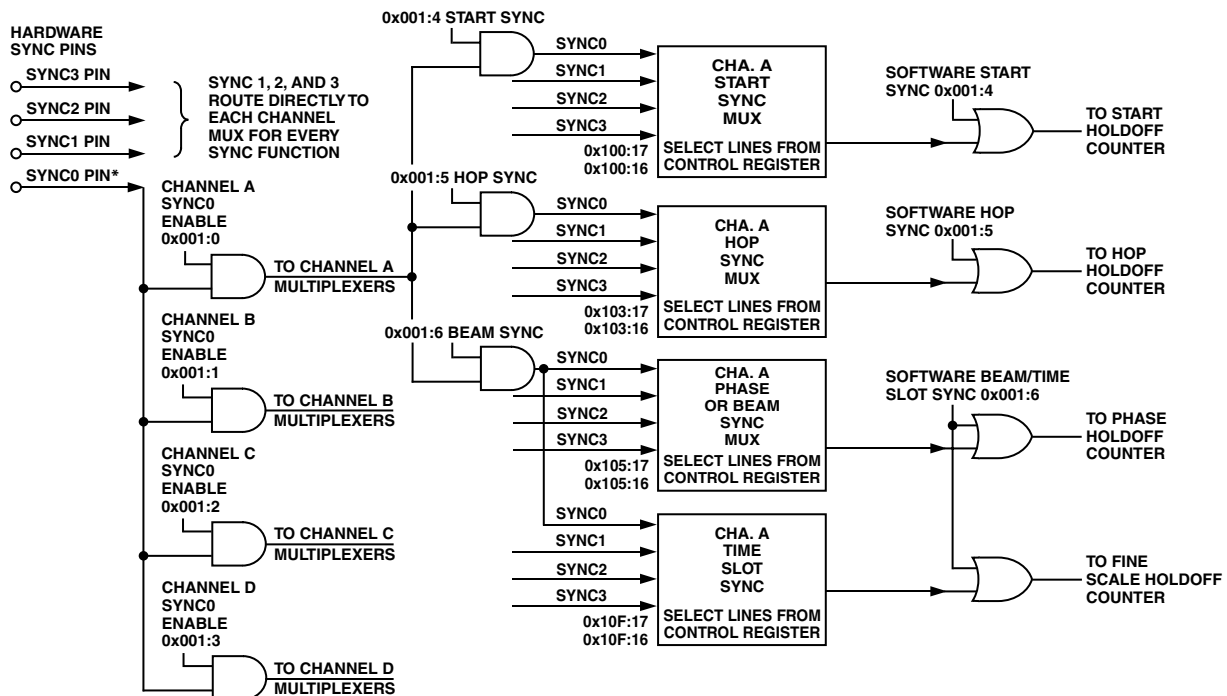 HARDWARE
SYNC PINS
SYNC3 PIN
SYNC2 PIN
SYNC1 PIN
SYNC0 PIN*
SYNC 1, 2, AND 3
ROUTE DIRECTLY TO
EACH CHANNEL
MUX FOR EVERY
SYNC FUNCTION
CHANNEL A
SYNC0
ENABLE
0x001:0
TO CHANNEL A
MULTIPLEXERS
CHANNEL B
SYNC0
ENABLE
0x001:1
TO CHANNEL B
MULTIPLEXERS
CHANNEL C
SYNC0
ENABLE
0x001:2
TO CHANNEL C
MULTIPLEXERS
CHANNEL D
SYNC0
ENABLE
0x001:3
TO CHANNEL D
MULTIPLEXERS
0x001:4 START SYNC
SYNC0
SYNC1
SYNC2
SYNC3
0x100:17
0x100:16
CHA. A
START
SYNC
MUX
SELECT LINES FROM
CONTROL REGISTER
SOFTWARE START
SYNC 0x001:4
TO START
HOLDOFF
COUNTER
0x001:5 HOP SYNC
SYNC0
SYNC1
SYNC2
SYNC3
0x103:17
0x103:16
CHA. A
HOP
SYNC
MUX
SELECT LINES FROM
CONTROL REGISTER
SOFTWARE HOP
SYNC 0x001:5
TO HOP
HOLDOFF
COUNTER
0x001:6 BEAM SYNC
SYNC0
SYNC1
SYNC2
SYNC3
0x105:17
0x105:16
CHA. A
PHASE
OR BEAM
SYNC
MUX
SELECT LINES FROM
CONTROL REGISTER
SOFTWARE BEAM/TIME
SLOT SYNC 0x001:6
TO PHASE
HOLDOFF
COUNTER
SYNC0
SYNC1
SYNC2
SYNC3
0x10F:17
0x10F:16
CHA. A
TIME
SLOT
SYNC
SELECT LINES FROM
CONTROL REGISTER
TO FINE
SCALE HOLDOFF
COUNTER